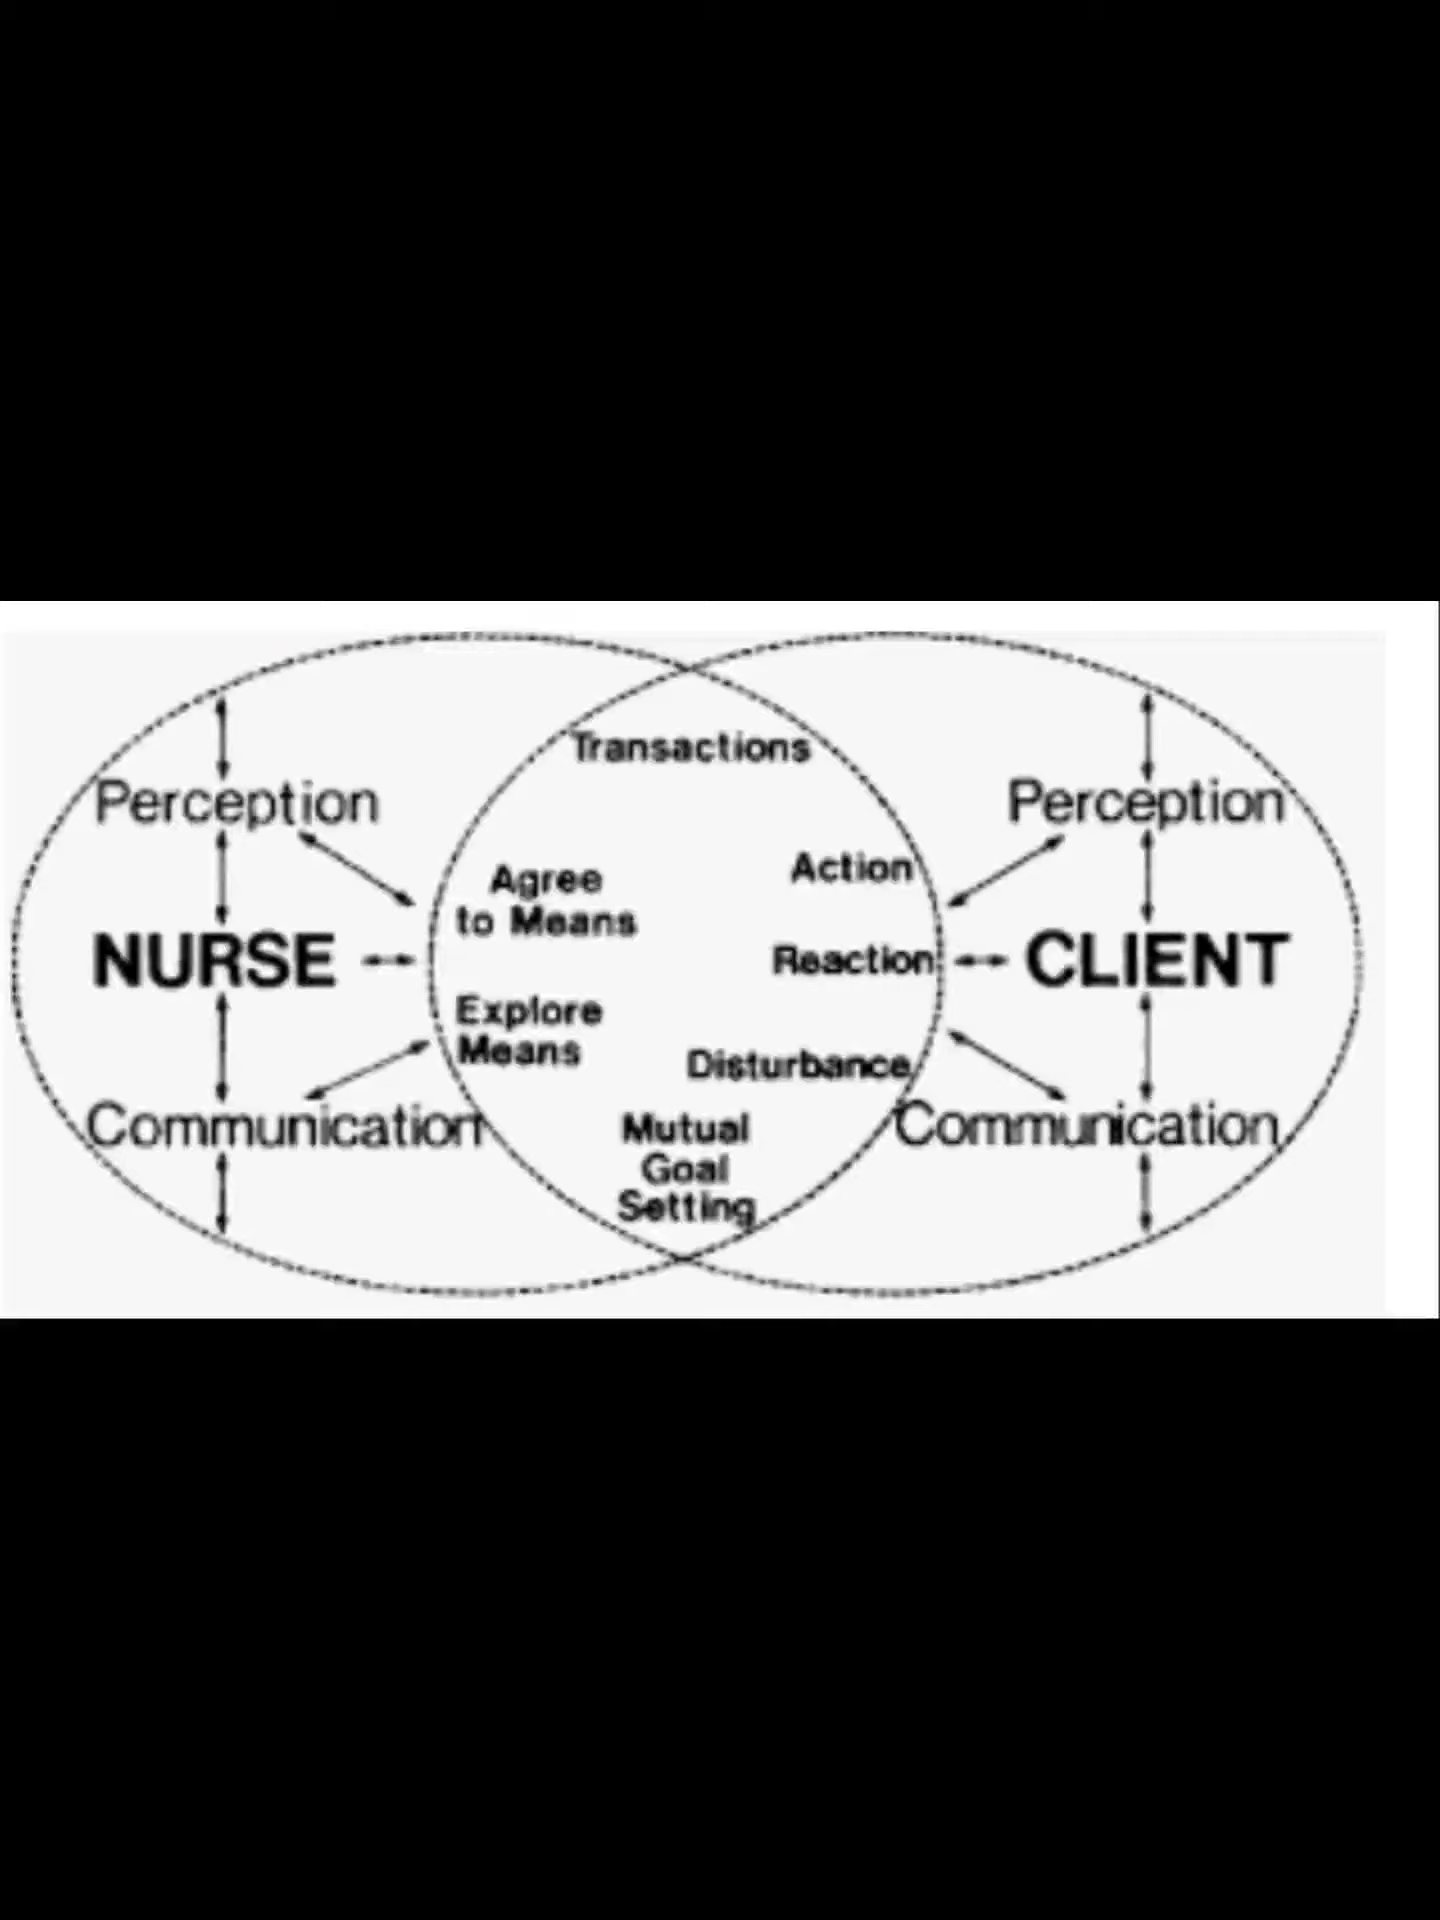 Transactions
Perception
Perception
Agree
to Means
Action
NURSE
Reaction
CLIENT
Explore
Means
Disturbance
Communication
Mutual
Goal
Setting
Communication